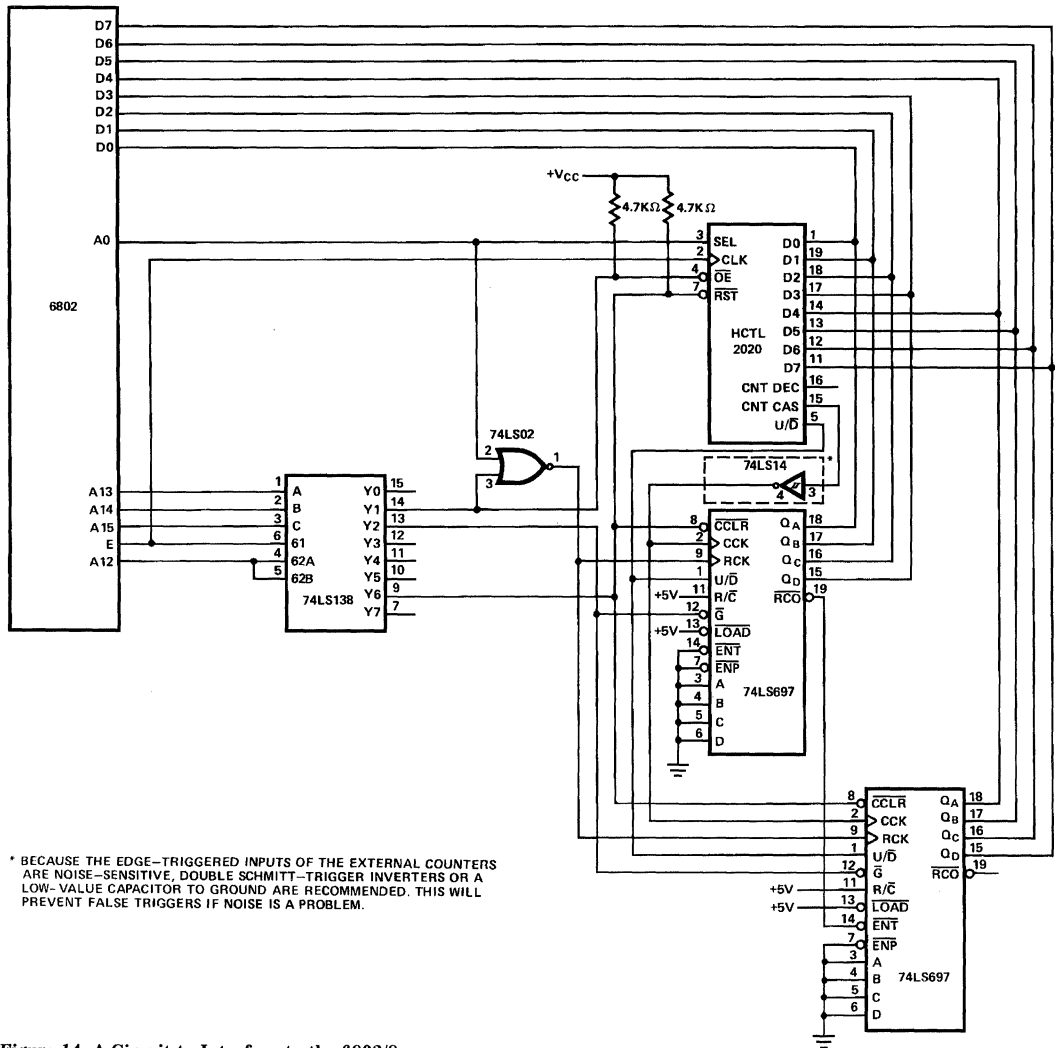 D7
D6
D5
D4
D3
D2
D1
D0
+VCC
4.7KΩ 4.7KΩ
A0
6802
3 SEL D0 1
2 CLK D1 19
4 OE D2 18
7 RST D3 17
D4 14
HCTL D5 13
2020 D6 12
D7 11
CNT DEC 16
CNT CAS 15
U/D 5
74LS02
2
3
1
74LS14 *
4 3
A13 1 A Y0 15
A14 2 B Y1 14
A15 3 C Y2 13
E 6 61 Y3 12
A12 4 62A Y4 11
5 62B Y5 10
74LS138 Y6 9
Y7 7
8 CCLR QA 18
2 CCK QB 17
9 RCK QC 16
1 U/D QD 15
+5V 11 R/C RCO 19
12 G
+5V 13 LOAD
14 ENT
7 ENP
3 A 74LS697
4 B
5 C
6 D
8 CCLR QA 18
2 CCK QB 17
9 RCK QC 16
1 U/D QD 15
12 G RCO 19
+5V 11 R/C
+5V 13 LOAD
14 ENT
7 ENP
3 A
4 B 74LS697
5 C
6 D
* BECAUSE THE EDGE-TRIGGERED INPUTS OF THE EXTERNAL COUNTERS
ARE NOISE-SENSITIVE, DOUBLE SCHMITT-TRIGGER INVERTERS OR A
LOW-VALUE CAPACITOR TO GROUND ARE RECOMMENDED. THIS WILL
PREVENT FALSE TRIGGERS IF NOISE IS A PROBLEM.